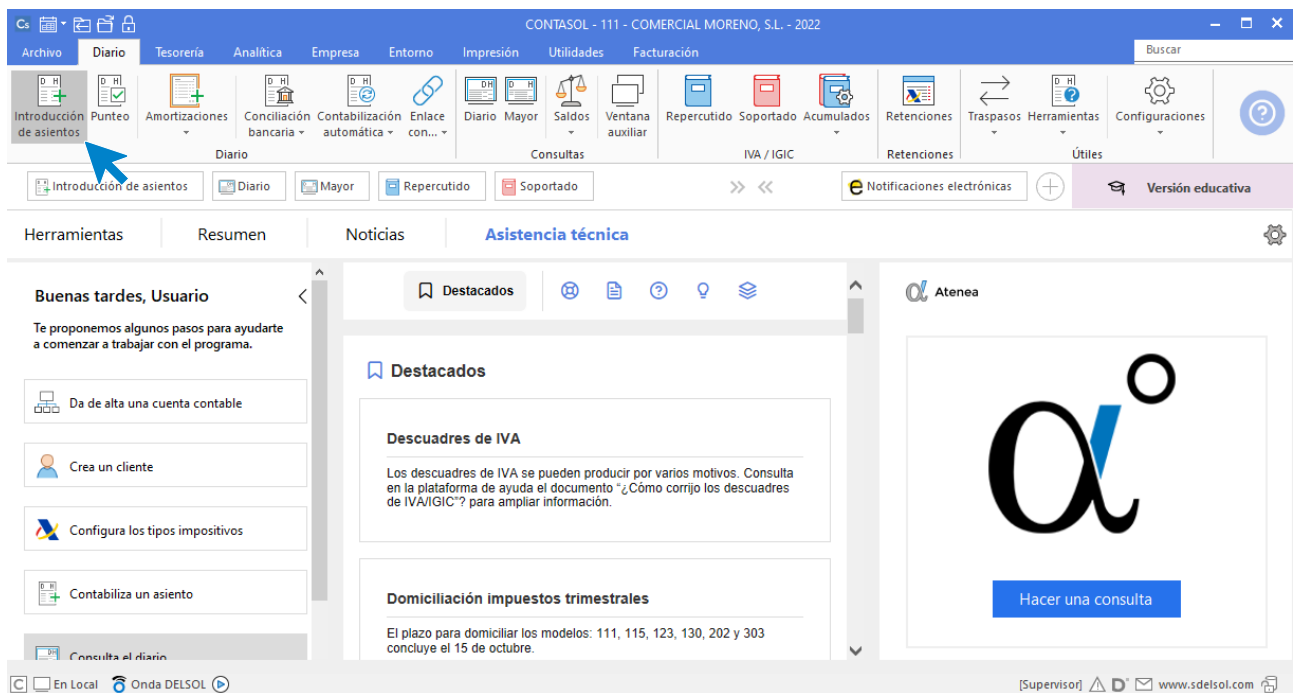 Cs
CONTASOL - 111 - COMERCIAL MORENO, S.L. - 2022
Archivo Diario Tesorería Analítica Empresa Entorno Impresión Utilidades Facturación Buscar
Introducción de asientos
Punteo
Amortizaciones
Conciliación bancaria
Contabilización automática
Enlace con...
Diario
Mayor
Saldos
Ventana auxiliar
Repercutido
Soportado
Acumulados
Retenciones
Traspasos
Herramientas
Configuraciones
Diario Consultas IVA / IGIC Retenciones Útiles
Introducción de asientos Diario Mayor Repercutido Soportado Notificaciones electrónicas Versión educativa
Herramientas Resumen Noticias Asistencia técnica
Buenas tardes, Usuario
Te proponemos algunos pasos para ayudarte
a comenzar a trabajar con el programa.
Da de alta una cuenta contable
Crea un cliente
Configura los tipos impositivos
Contabiliza un asiento
Consulta el diario
Destacados
Destacados
Descuadres de IVA
Los descuadres de IVA se pueden producir por varios motivos. Consulta
en la plataforma de ayuda el documento “¿Cómo corrijo los descuadres
de IVA/IGIC”? para ampliar información.
Domiciliación impuestos trimestrales
El plazo para domiciliar los modelos: 111, 115, 123, 130, 202 y 303
concluye el 15 de octubre.
Atenea
Hacer una consulta
C En Local Onda DELSOL [Supervisor] D www.sdelsol.com